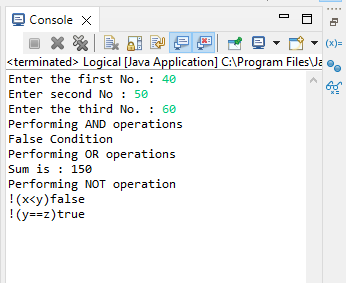 Console
<terminated> Logical [Java Application] C:\Program Files\Ja
Enter the first No. : 40
Enter second No : 50
Enter the third No. : 60
Performing AND operations
False Condition
Performing OR operations
Sum is : 150
Performing NOT operation
!(x<y)false
!(y==z)true
(x)=